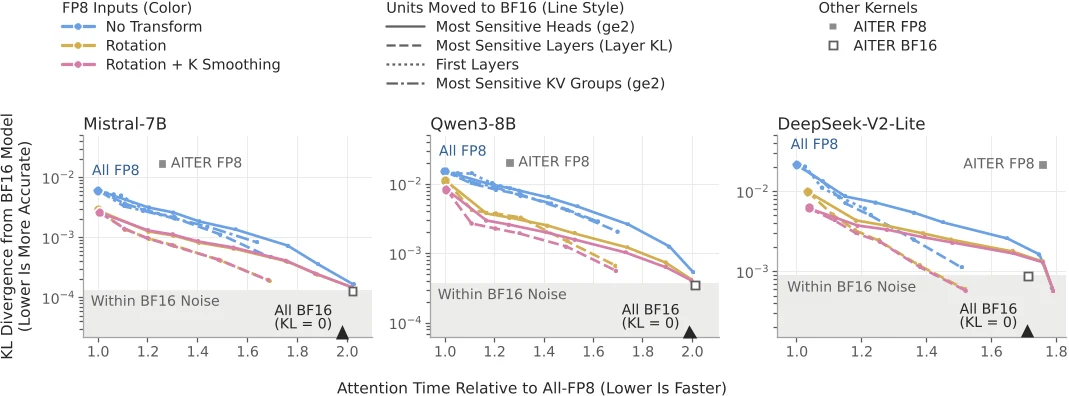 FP8 Inputs (Color)
No Transform
Rotation
Rotation + K Smoothing
Units Moved to BF16 (Line Style)
Most Sensitive Heads (ge2)
Most Sensitive Layers (Layer KL)
First Layers
Most Sensitive KV Groups (ge2)
Other Kernels
AITER FP8
AITER BF16
KL Divergence from BF16 Model
(Lower Is More Accurate)
Mistral-7B
All FP8
AITER FP8
10⁻²
10⁻³
10⁻⁴
Within BF16 Noise
All BF16
(KL = 0)
1.0 1.2 1.4 1.6 1.8 2.0
Qwen3-8B
All FP8
AITER FP8
10⁻²
10⁻³
10⁻⁴
Within BF16 Noise
All BF16
(KL = 0)
1.0 1.2 1.4 1.6 1.8 2.0
DeepSeek-V2-Lite
All FP8
AITER FP8
10⁻²
10⁻³
Within BF16 Noise
All BF16
(KL = 0)
1.0 1.2 1.4 1.6 1.8
Attention Time Relative to All-FP8 (Lower Is Faster)